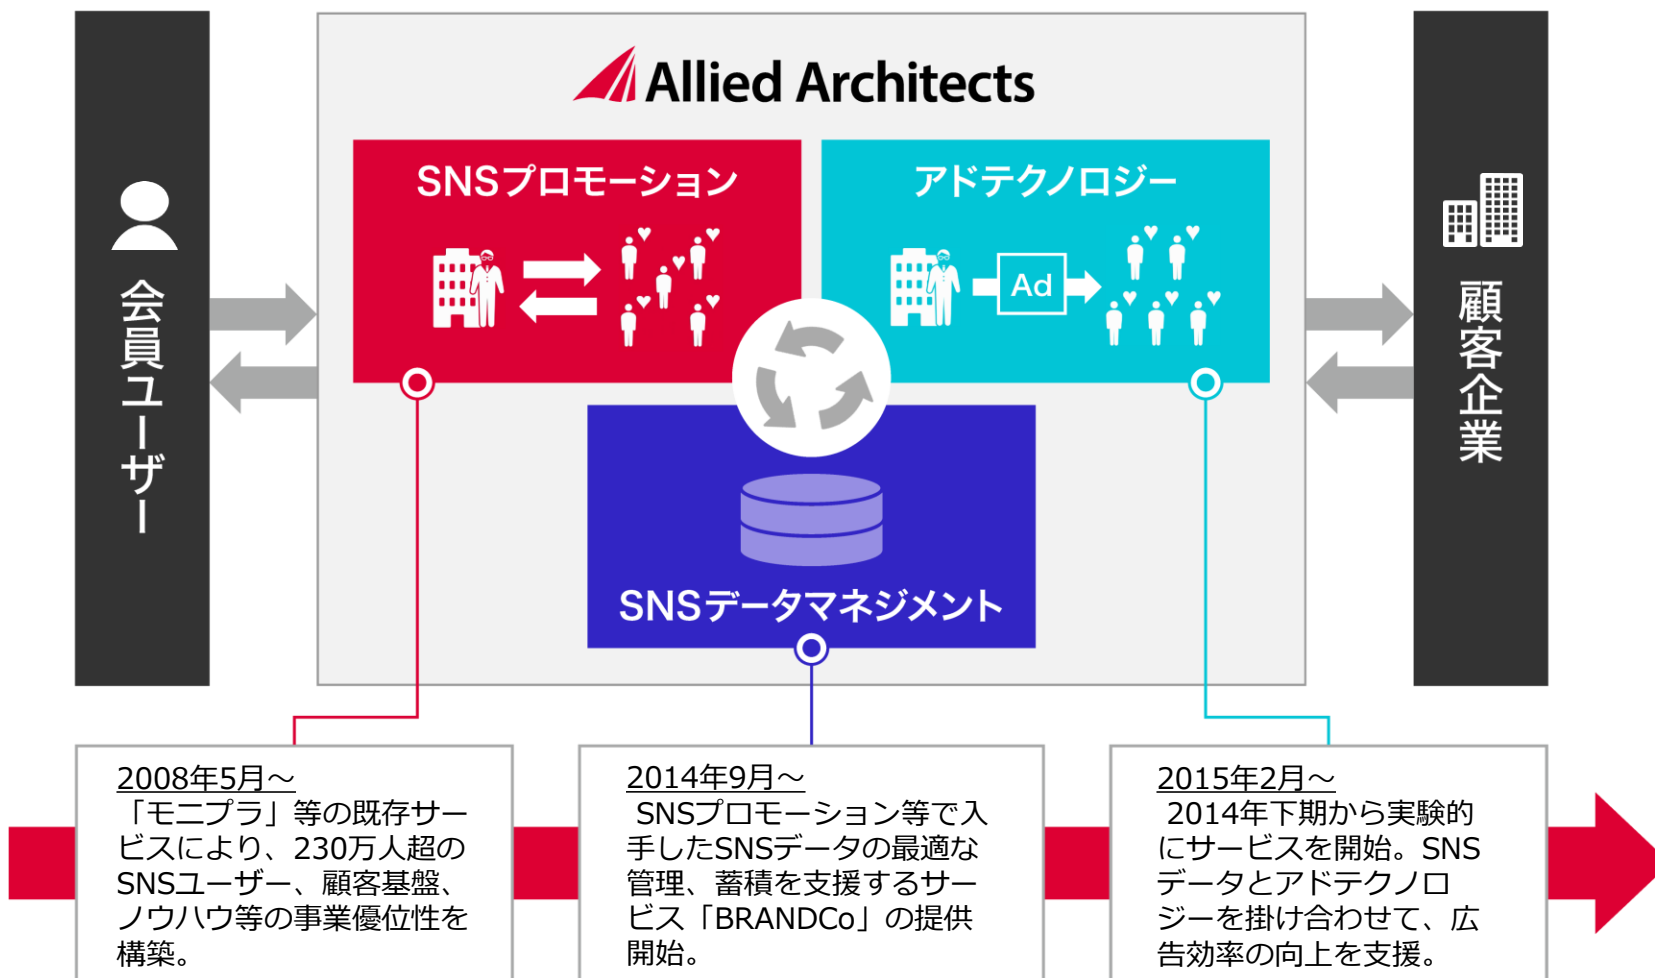 Allied Architects
会員ユーザー
SNSプロモーション
アドテクノロジー
Ad
SNSデータマネジメント
顧客企業
2008年5月～
「モニプラ」等の既存サー
ビスにより、230万人超の
SNSユーザー、顧客基盤、
ノウハウ等の事業優位性を
構築。
2014年9月～
SNSプロモーション等で入
手したSNSデータの最適な
管理、蓄積を支援するサー
ビス「BRANDCo」の提供
開始。
2015年2月～
2014年下期から実験的
にサービスを開始。SNS
データとアドテクノロ
ジーを掛け合わせて、広
告効率の向上を支援。